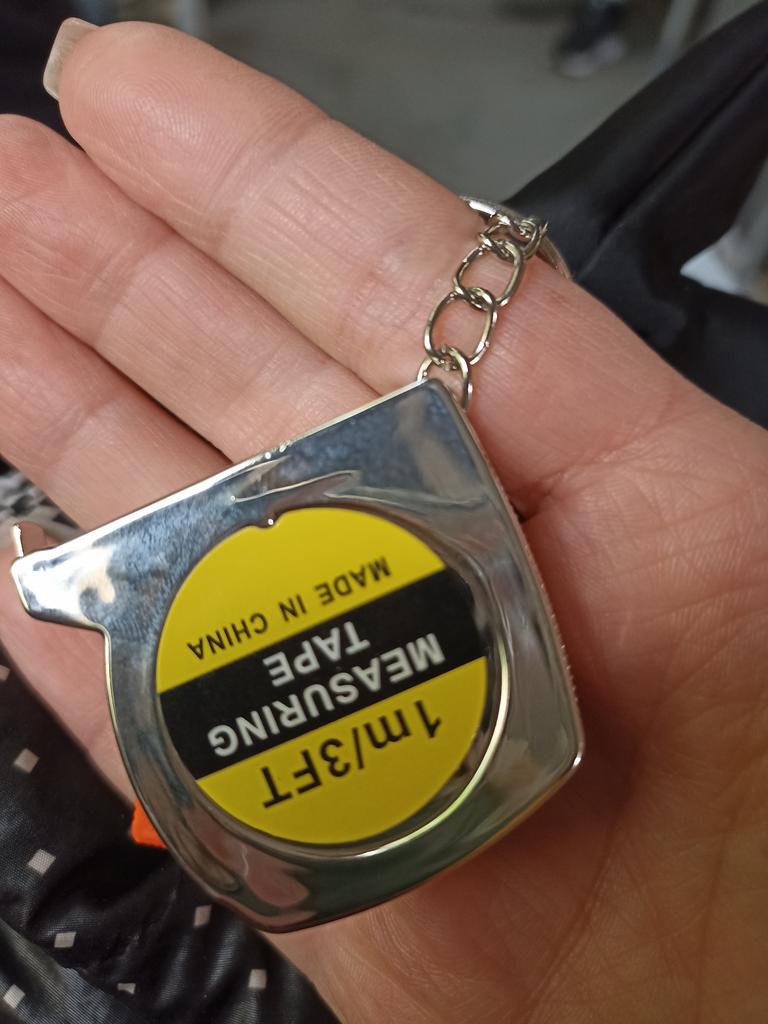 1m/3FT
MEASURING
TAPE
MADE IN CHINA